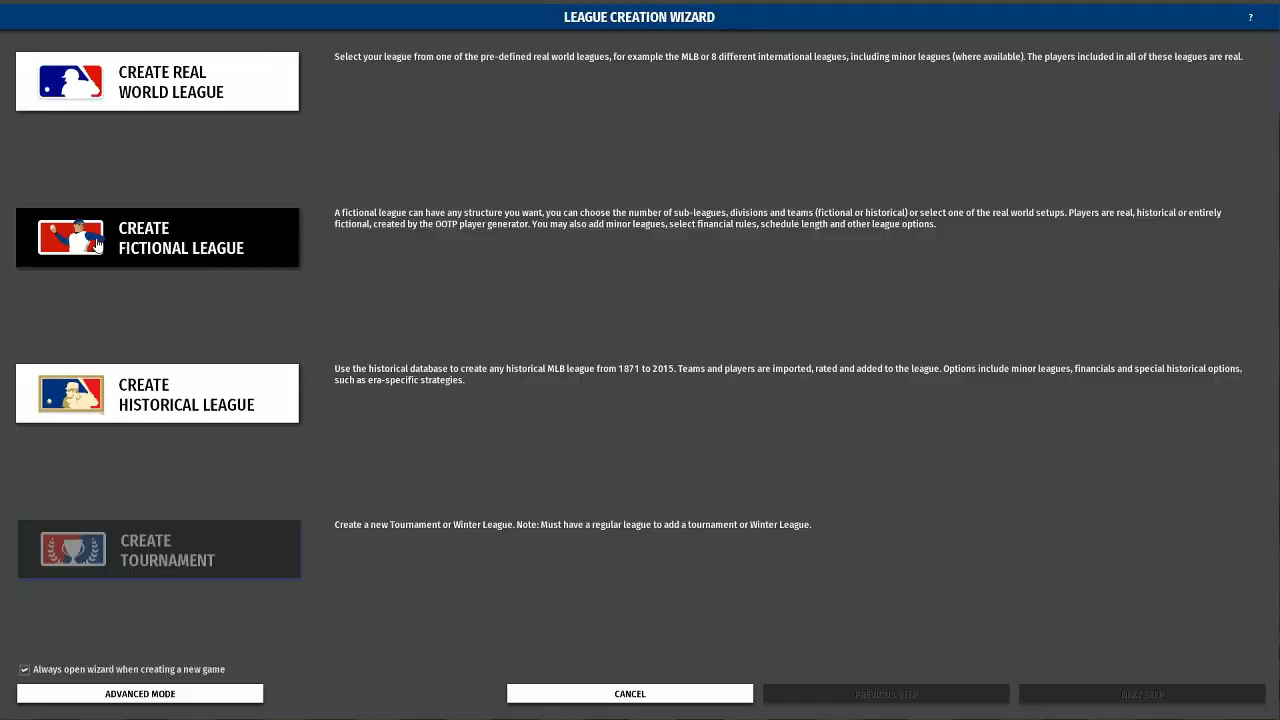 LEAGUE CREATION WIZARD
?
CREATE REAL
WORLD LEAGUE
Select your league from one of the pre-defined real world leagues, for example the MLB or 8 different international leagues, including minor leagues (where available). The players included in all of these leagues are real.
CREATE
FICTIONAL LEAGUE
A fictional league can have any structure you want, you can choose the number of sub-leagues, divisions and teams (fictional or historical) or select one of the real world setups. Players are real, historical or entirely
fictional, created by the OOTP player generator. You may also add minor leagues, select financial rules, schedule length and other league options.
CREATE
HISTORICAL LEAGUE
Use the historical database to create any historical MLB league from 1871 to 2015. Teams and players are imported, rated and added to the league. Options include minor leagues, financials and special historical options,
such as era-specific strategies.
CREATE
TOURNAMENT
Create a new Tournament or Winter League. Note: Must have a regular league to add a tournament or Winter League.
Always open wizard when creating a new game
ADVANCED MODE
CANCEL
PREVIOUS STEP
NEXT STEP